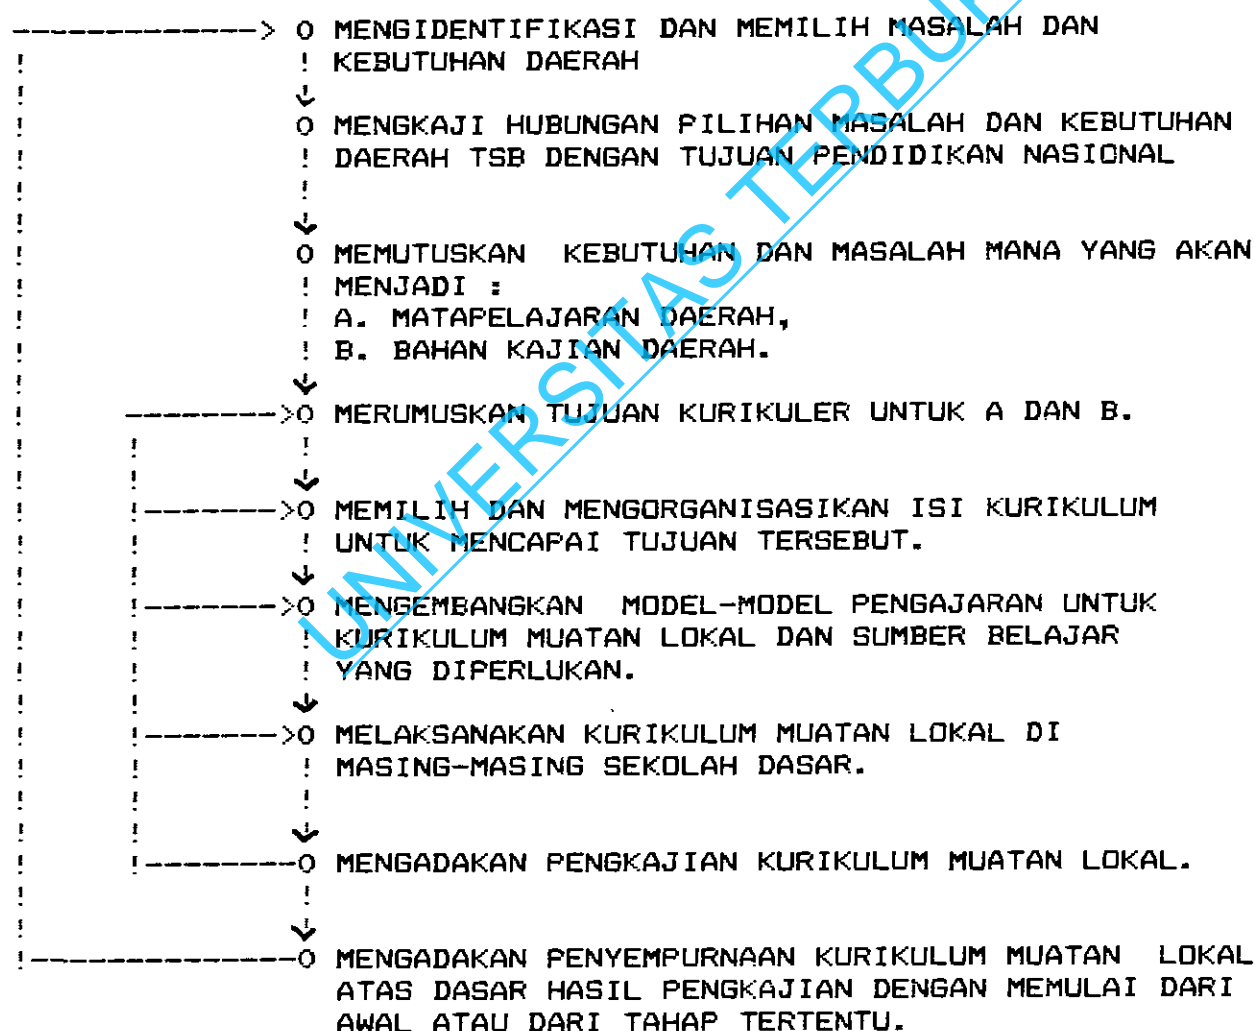 O MENGIDENTIFIKASI DAN MEMILIH MASALAH DAN
KEBUTUHAN DAERAH
O MENGKAJI HUBUNGAN PILIHAN MASALAH DAN KEBUTUHAN
DAERAH TSB DENGAN TUJUAN PENDIDIKAN NASIONAL
O MEMUTUSKAN KEBUTUHAN DAN MASALAH MANA YANG AKAN
MENJADI :
A. MATAPELAJARAN DAERAH,
B. BAHAN KAJIAN DAERAH.
O MERUMUSKAN TUJUAN KURIKULER UNTUK A DAN B.
O MEMILIH DAN MENGORGANISASIKAN ISI KURIKULUM
UNTUK MENCAPAI TUJUAN TERSEBUT.
O MENGEMBANGKAN MODEL-MODEL PENGAJARAN UNTUK
KURIKULUM MUATAN LOKAL DAN SUMBER BELAJAR
YANG DIPERLUKAN.
O MELAKSANAKAN KURIKULUM MUATAN LOKAL DI
MASING-MASING SEKOLAH DASAR.
O MENGADAKAN PENGKAJIAN KURIKULUM MUATAN LOKAL.
O MENGADAKAN PENYEMPURNAAN KURIKULUM MUATAN LOKAL
ATAS DASAR HASIL PENGKAJIAN DENGAN MEMULAI DARI
AWAL ATAU DARI TAHAP TERTENTU.
UNIVERSITAS TERBUK